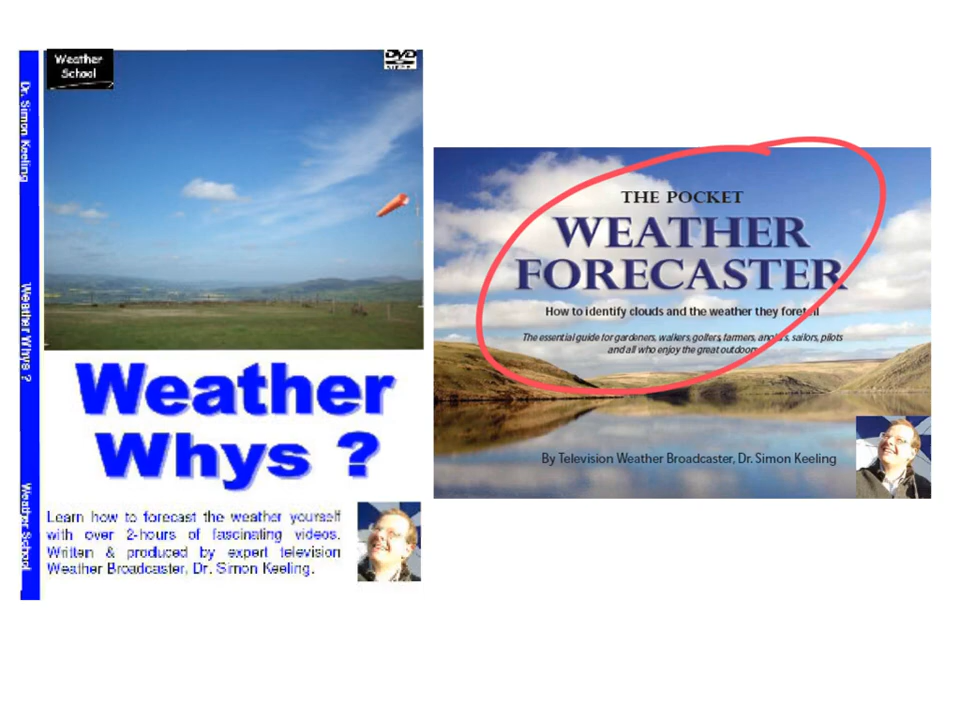 Weather
School
DVD
Dr. Simon Keeling
Weather Whys ?
Weather School
Weather
Whys ?
Learn how to forecast the weather yourself
with over 2-hours of fascinating videos.
Written & produced by expert television
Weather Broadcaster, Dr. Simon Keeling.
THE POCKET
WEATHER
FORECASTER
How to identify clouds and the weather they foretell
The essential guide for gardeners, walkers, golfers, farmers, anglers, sailors, pilots
and all who enjoy the great outdoors
By Television Weather Broadcaster, Dr. Simon Keeling